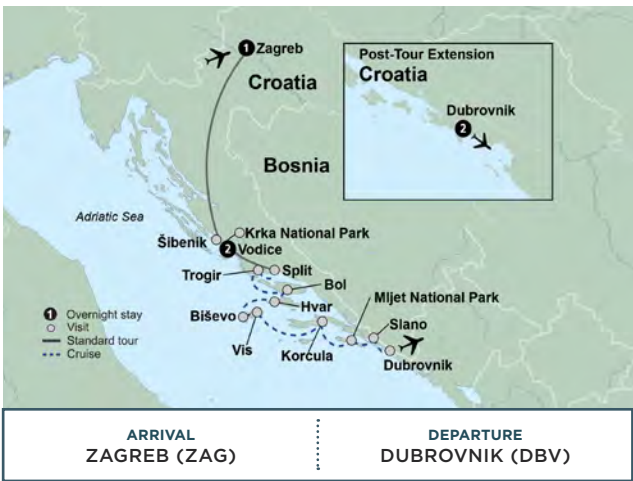 1 Zagreb
Croatia
Post-Tour Extension
Croatia
Dubrovnik
2
Bosnia
Adriatic Sea
Krka National Park
Šibenik
2 Vodice
Trogir
Split
Bol
Mljet National Park
Hvar
Slano
Biševo
Vis
Korcula
Dubrovnik
1 Overnight stay
Visit
Standard tour
Cruise
ARRIVAL
ZAGREB (ZAG)
DEPARTURE
DUBROVNIK (DBV)